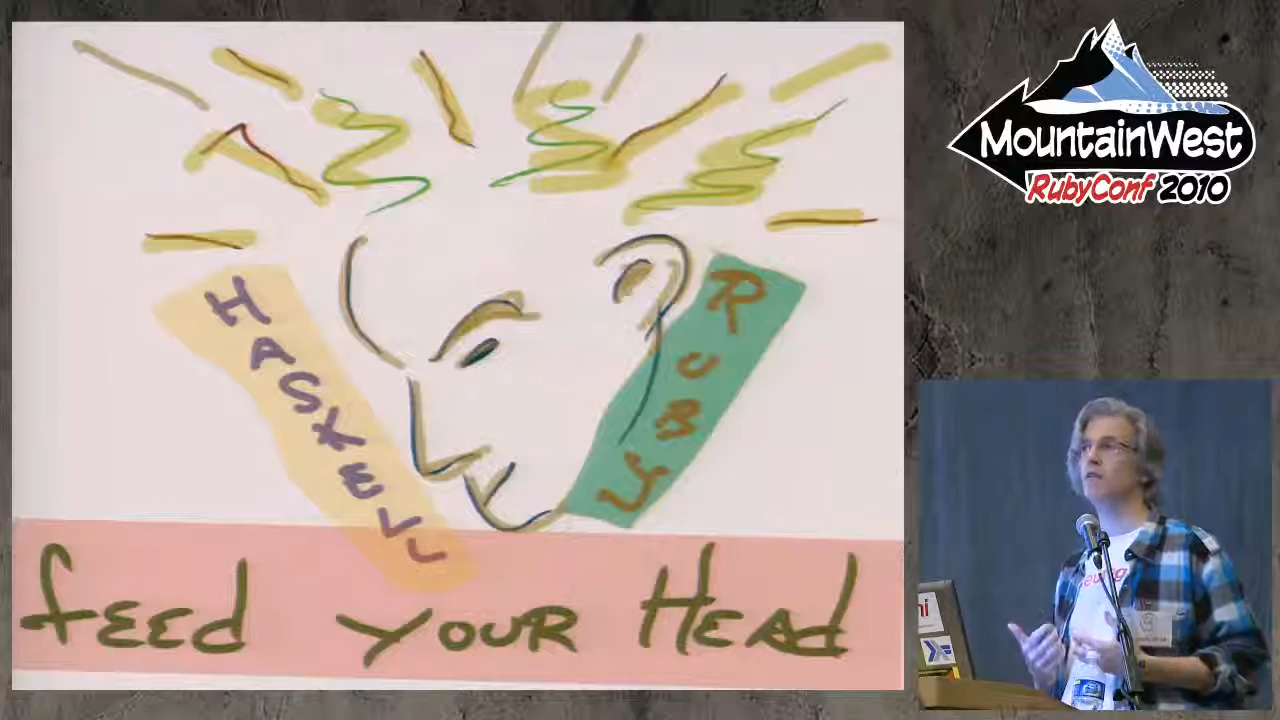 HASKELL
RUBY
feed your Head
MountainWest
RubyConf 2010